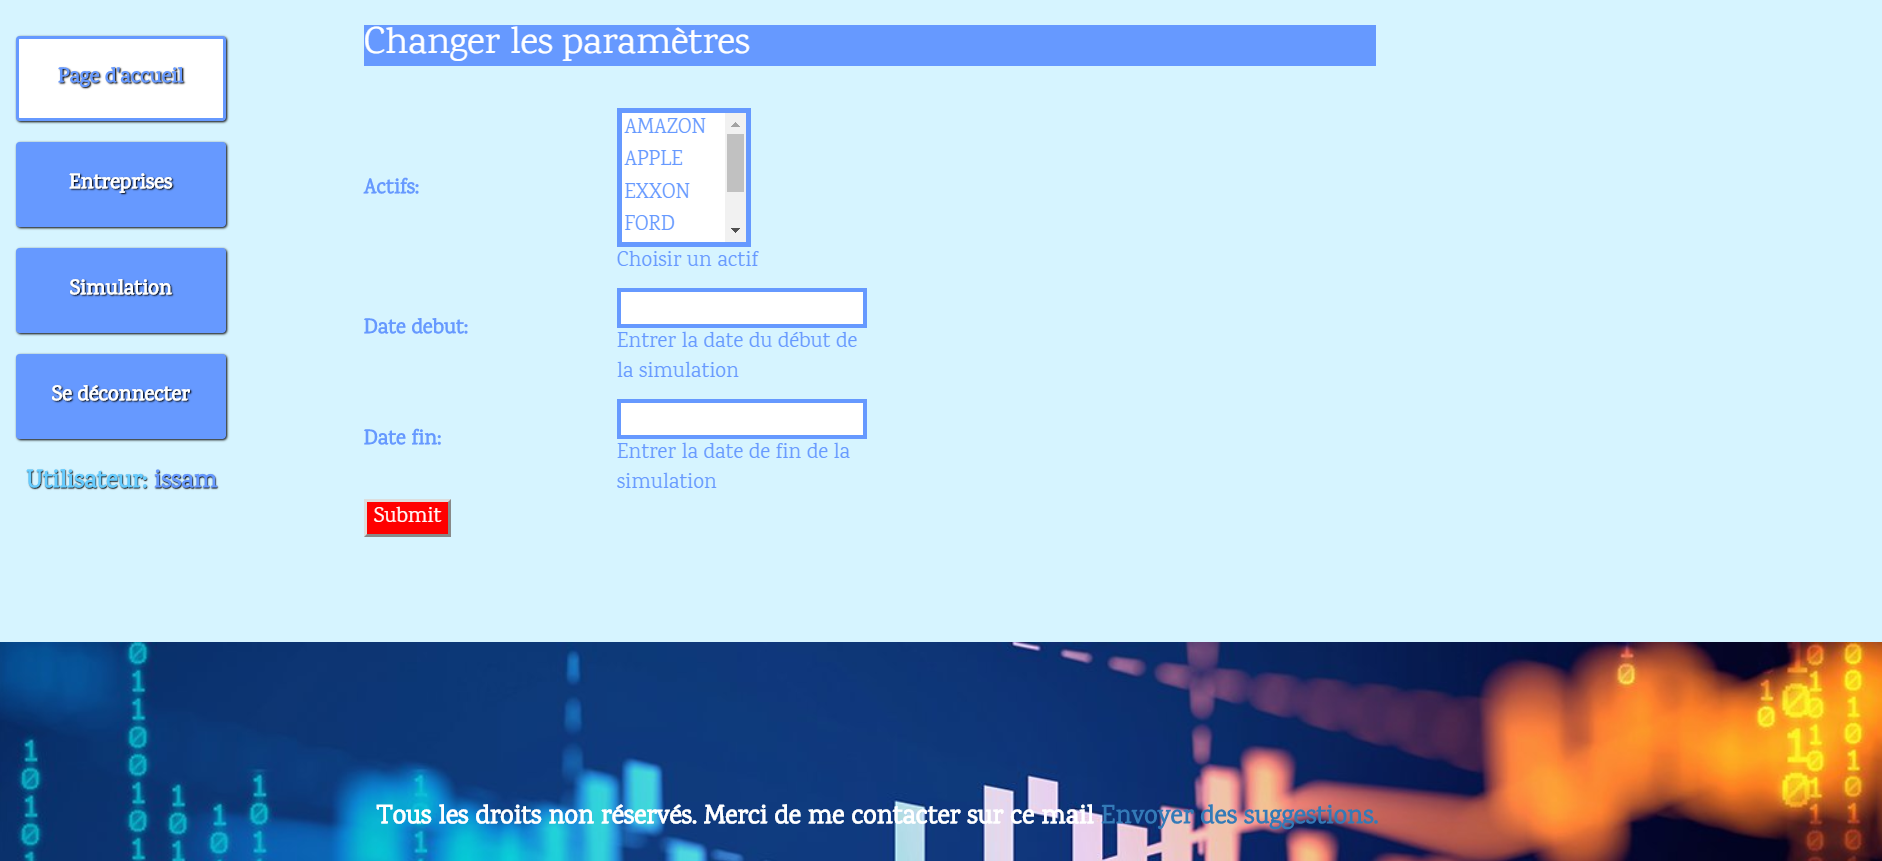 Page d'accueil
Entreprises
Simulation
Se déconnecter
Utilisateur: issam
Changer les paramètres
Actifs:
AMAZON
APPLE
EXXON
FORD
Choisir un actif
Date debut:
Entrer la date du début de
la simulation
Date fin:
Entrer la date de fin de la
simulation
Submit
Tous les droits non réservés. Merci de me contacter sur ce mail Envoyer des suggestions.